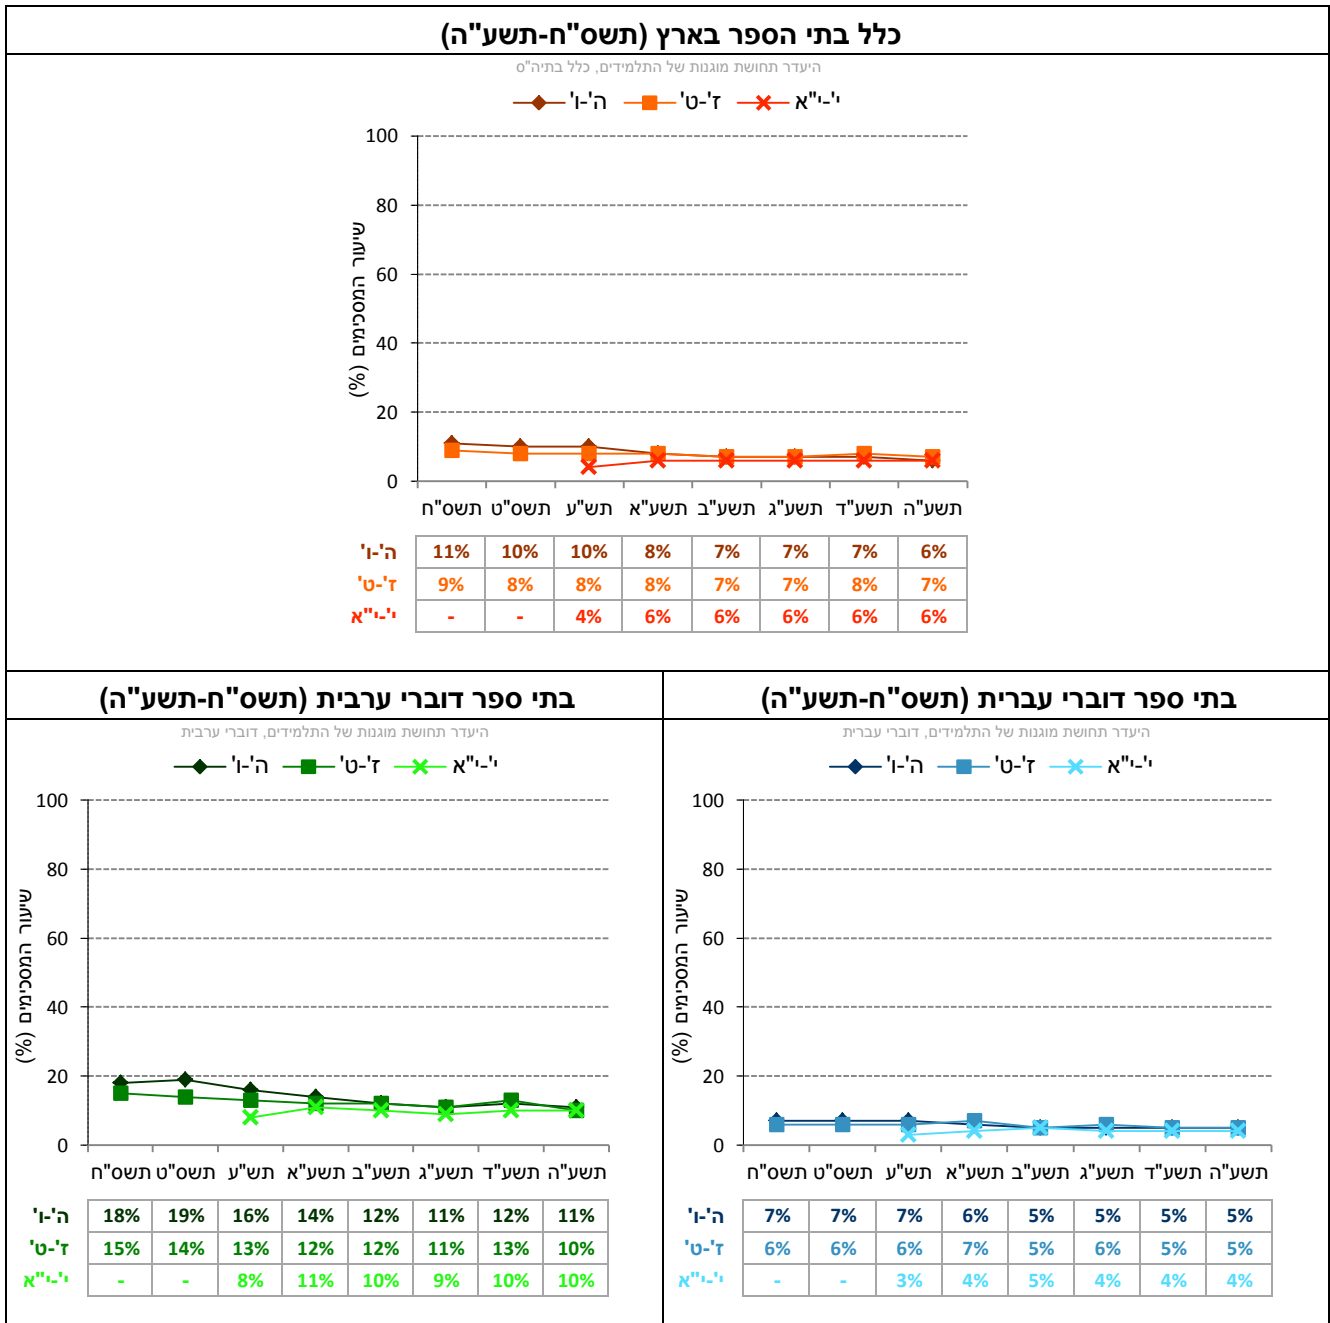 כלל בתי הספר בארץ (תשס"ח-תשע"ה)
היעדר תחושת מוגנות של התלמידים, כלל בתיה"ס
ה'-ו' ז'-ט' י'-י"א
שיעור המסכימים (%)
100
80
60
40
20
0
תשס"ח תשס"ט תש"ע תשע"א תשע"ב תשע"ג תשע"ד תשע"ה
ה'-ו' 11% 10% 10% 8% 7% 7% 7% 6%
ז'-ט' 9% 8% 8% 8% 7% 7% 8% 7%
י'-י"א - - 4% 6% 6% 6% 6% 6%
בתי ספר דוברי עברית (תשס"ח-תשע"ה)
היעדר תחושת מוגנות של התלמידים, דוברי עברית
ה'-ו' ז'-ט' י'-י"א
שיעור המסכימים (%)
100
80
60
40
20
0
תשס"ח תשס"ט תש"ע תשע"א תשע"ב תשע"ג תשע"ד תשע"ה
ה'-ו' 7% 7% 7% 6% 5% 5% 5% 5%
ז'-ט' 6% 6% 6% 7% 5% 6% 5% 5%
י'-י"א - - 3% 4% 5% 4% 4% 4%
בתי ספר דוברי ערבית (תשס"ח-תשע"ה)
היעדר תחושת מוגנות של התלמידים, דוברי ערבית
ה'-ו' ז'-ט' י'-י"א
שיעור המסכימים (%)
100
80
60
40
20
0
תשס"ח תשס"ט תש"ע תשע"א תשע"ב תשע"ג תשע"ד תשע"ה
ה'-ו' 18% 19% 16% 14% 12% 11% 12% 11%
ז'-ט' 15% 14% 13% 12% 12% 11% 13% 10%
י'-י"א - - 8% 11% 10% 9% 10% 10%